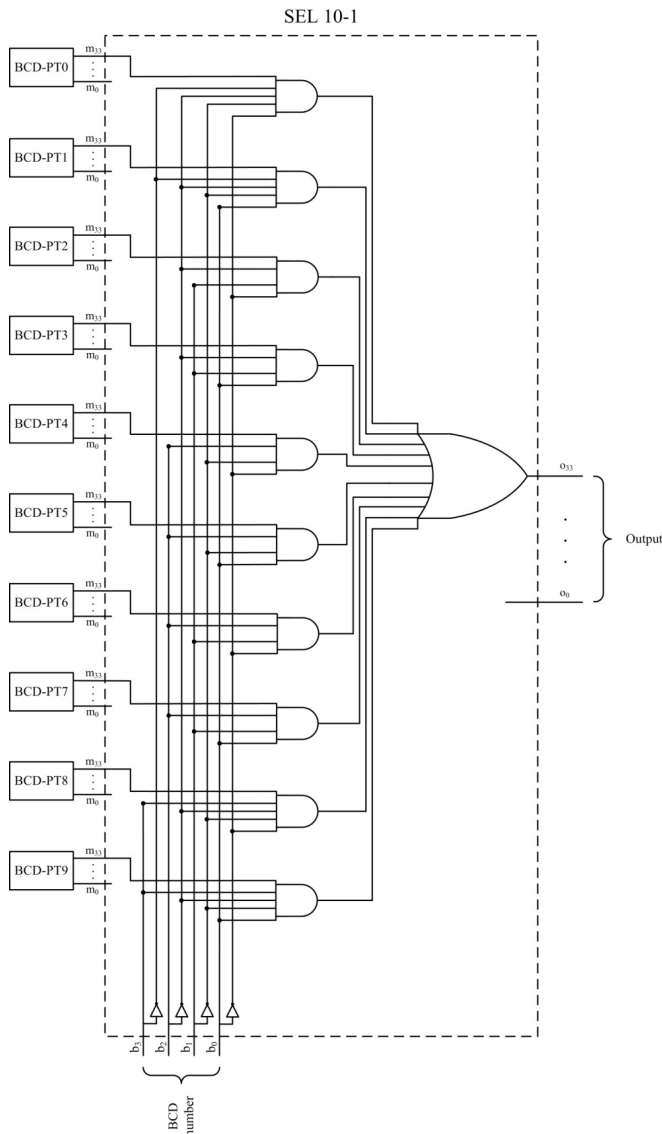 SEL 10-1
m₃₃
BCD-PT0
m₀
m₃₃
BCD-PT1
m₀
m₃₃
BCD-PT2
m₀
m₃₃
BCD-PT3
m₀
m₃₃
BCD-PT4
m₀
m₃₃
BCD-PT5
m₀
m₃₃
BCD-PT6
m₀
m₃₃
BCD-PT7
m₀
m₃₃
BCD-PT8
m₀
m₃₃
BCD-PT9
m₀
o₃₃
Output
o₀
b₃ b₂ b₁ b₀
BCD
number